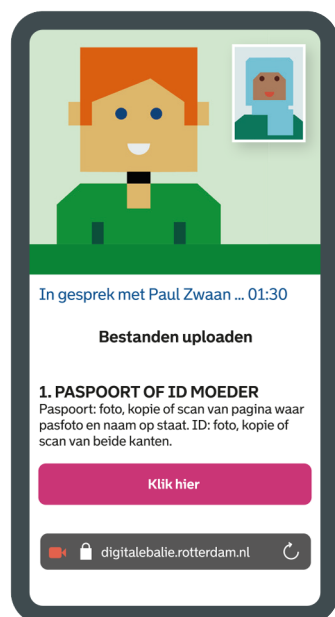 In gesprek met Paul Zwaan ... 01:30
Bestanden uploaden
1. PASPOORT OF ID MOEDER
Paspoort: foto, kopie of scan van pagina waar
pasfoto en naam op staat. ID: foto, kopie of
scan van beide kanten.
Klik hier
digitalebalie.rotterdam.nl